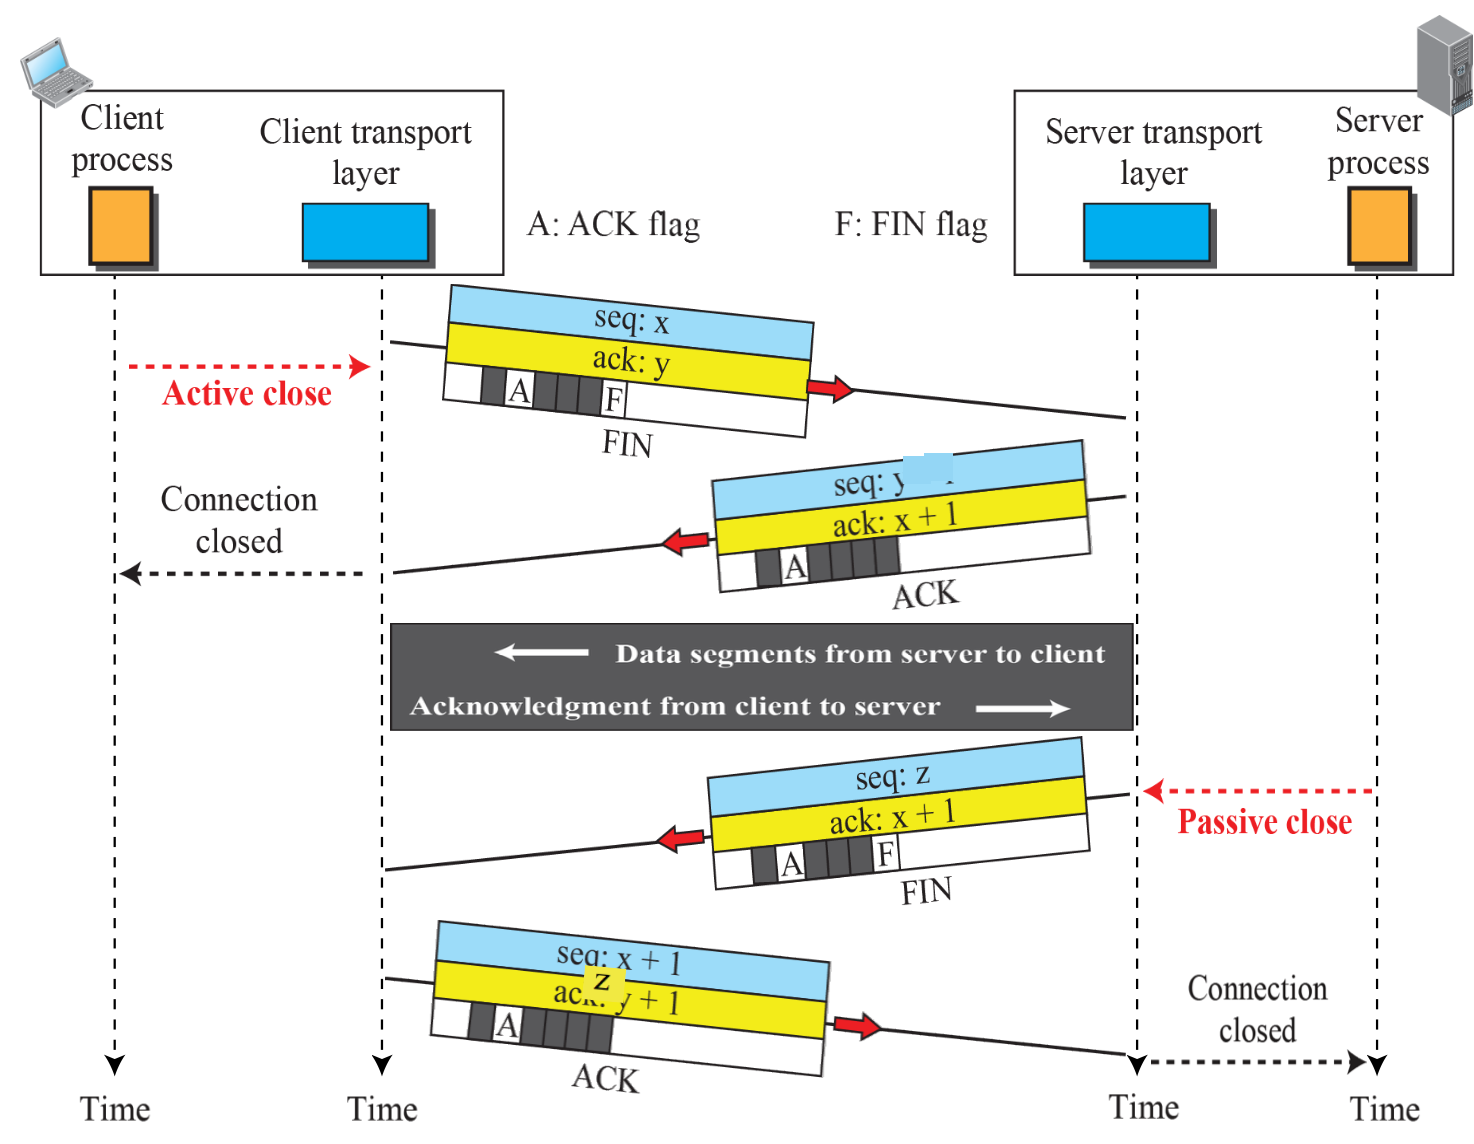 Client
process
Client transport
layer
A: ACK flag
F: FIN flag
Server transport
layer
Server
process
seq: x
ack: y
A F
FIN
Active close
seq: y
ack: x + 1
A
ACK
Connection
closed
Data segments from server to client
Acknowledgment from client to server
seq: z
ack: x + 1
A F
FIN
Passive close
seq: x + 1
z
ack: y + 1
A
ACK
Connection
closed
Time
Time
Time
Time